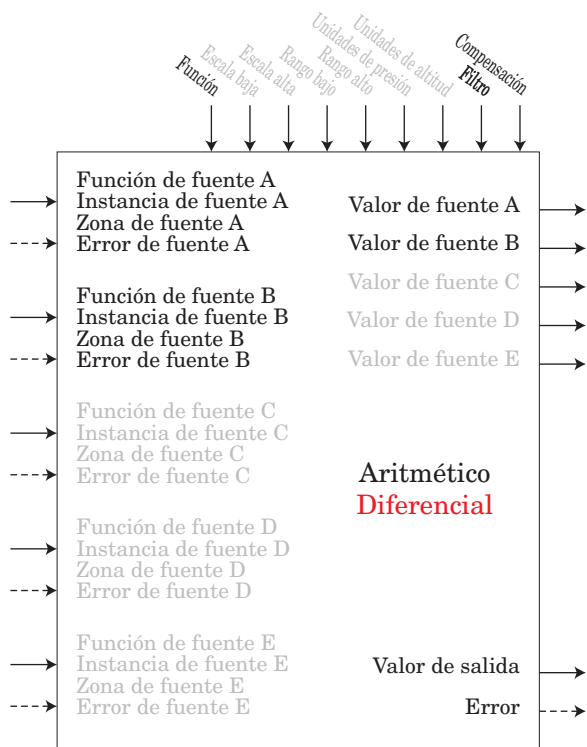 Función
Escala baja
Escala alta
Rango bajo
Rango alto
Unidades de presión
Unidades de altitud
Filtro
Compensación
Función de fuente A
Instancia de fuente A
Zona de fuente A
Error de fuente A
Función de fuente B
Instancia de fuente B
Zona de fuente B
Error de fuente B
Función de fuente C
Instancia de fuente C
Zona de fuente C
Error de fuente C
Función de fuente D
Instancia de fuente D
Zona de fuente D
Error de fuente D
Función de fuente E
Instancia de fuente E
Zona de fuente E
Error de fuente E
Valor de fuente A
Valor de fuente B
Valor de fuente C
Valor de fuente D
Valor de fuente E
Aritmético
Diferencial
Valor de salida
Error